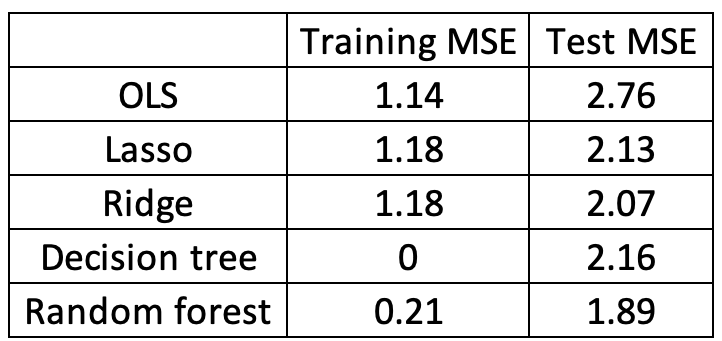 Training MSE Test MSE
OLS 1.14 2.76
Lasso 1.18 2.13
Ridge 1.18 2.07
Decision tree 0 2.16
Random forest 0.21 1.89